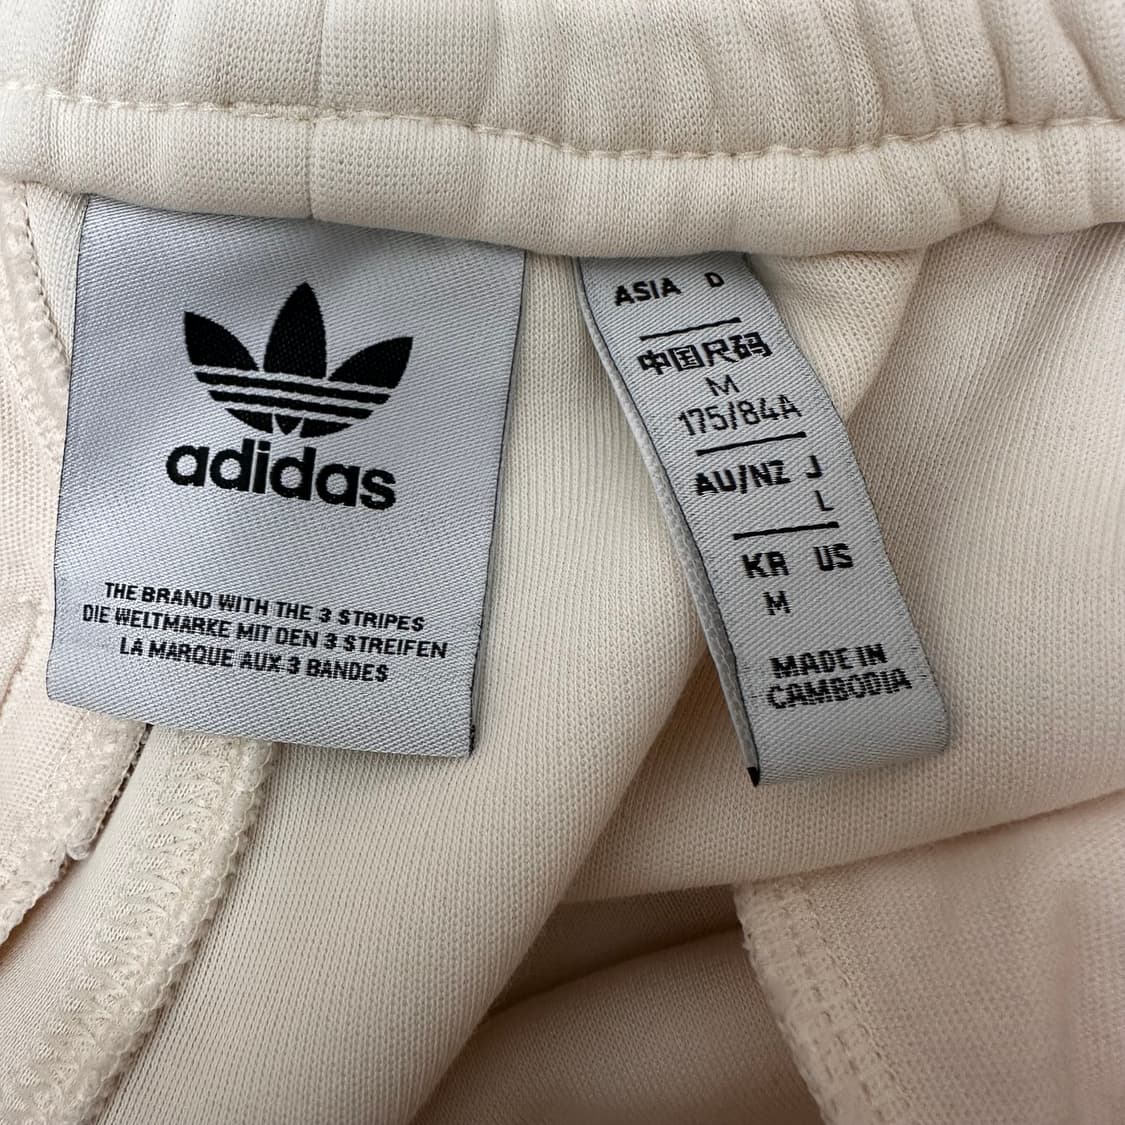 adidas
THE BRAND WITH THE 3 STRIPES
DIE WELTMARKE MIT DEN 3 STREIFEN
LA MARQUE AUX 3 BANDES
ASIA D
中国尺码
M
175/84A
AU/NZ J
L
KR US
M
MADE IN
CAMBODIA